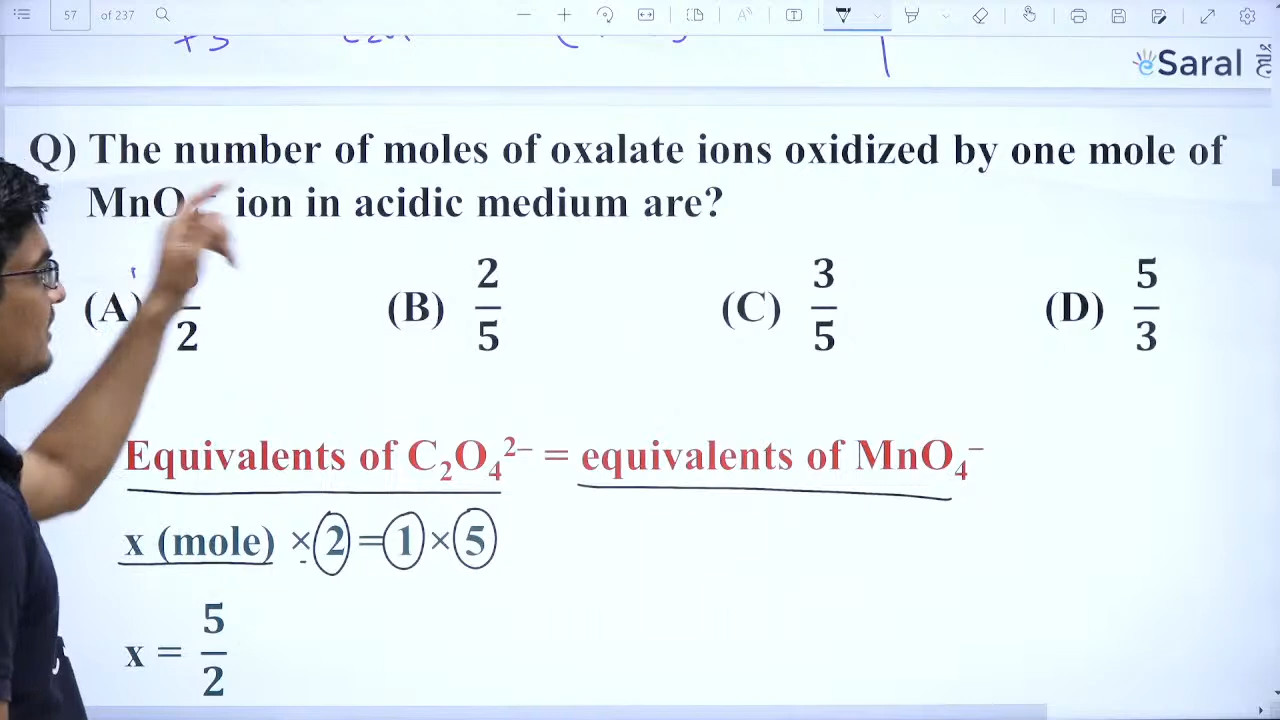 57 of 237
eSaral
Q) The number of moles of oxalate ions oxidized by one mole of
MnO ion in acidic medium are?
(A) /2 (B) 2/5 (C) 3/5 (D) 5/3
Equivalents of C₂O₄²⁻ = equivalents of MnO₄⁻
x (mole) ×2 =1 ×5
x = 5/2